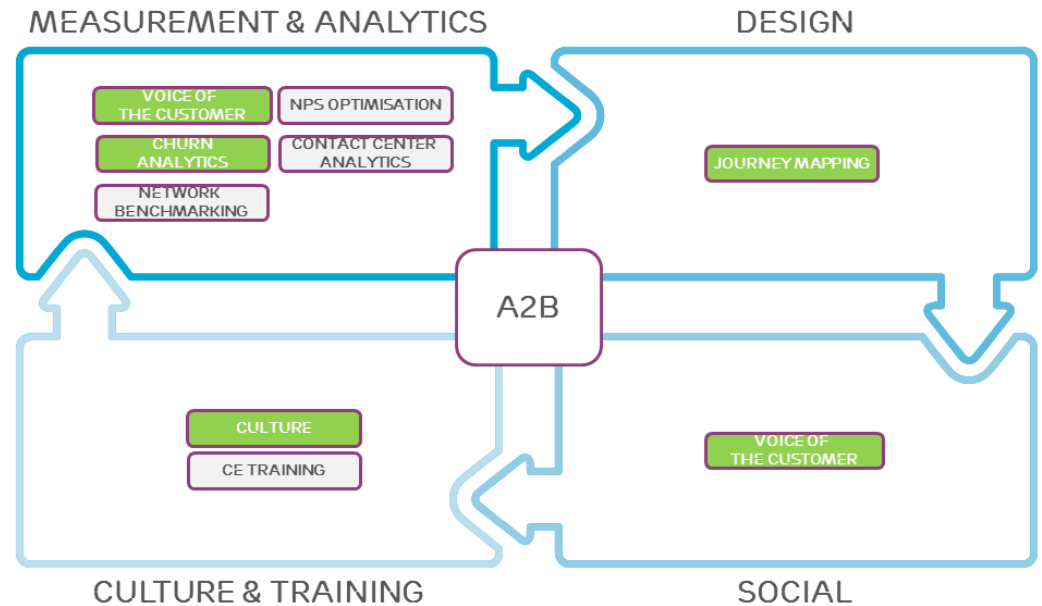 MEASUREMENT & ANALYTICS
DESIGN
VOICE OF
THE CUSTOMER
NPS OPTIMISATION
CHURN
ANALYTICS
CONTACT CENTER
ANALYTICS
NETWORK
BENCHMARKING
JOURNEY MAPPING
A2B
CULTURE
CE TRAINING
VOICE OF
THE CUSTOMER
CULTURE & TRAINING
SOCIAL